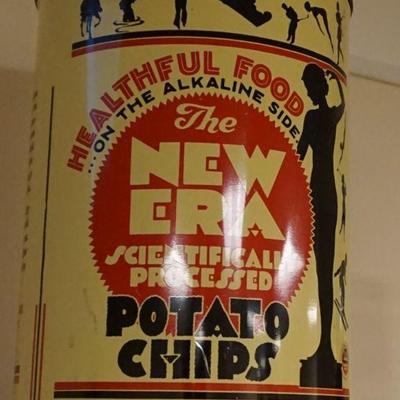 HEALTHFUL FOOD
...ON THE ALKALINE SIDE
The
NEW
ERA
SCIENTIFICALLY
PROCESSED
POTATO
CHIPS